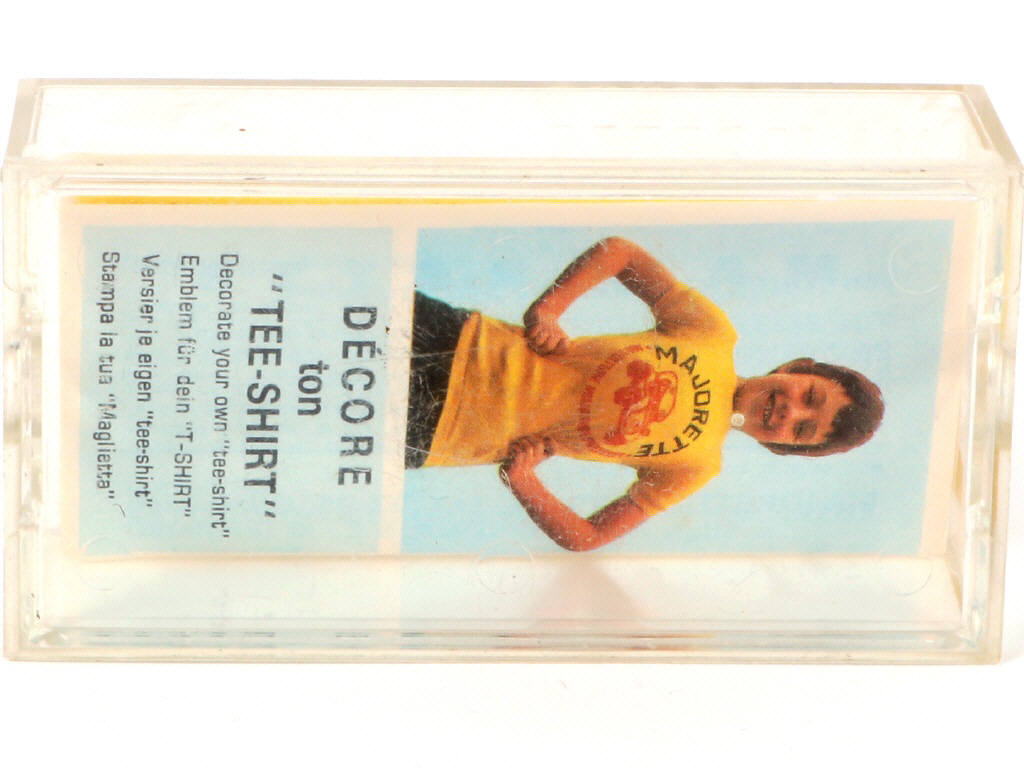 MAJORETTE
DÉCORE
ton
"TEE-SHIRT"
Decorate your own "tee-shirt"
Emblem für dein "T-SHIRT"
Versier je eigen "tee-shirt"
Stampa la tua "Maglietta"